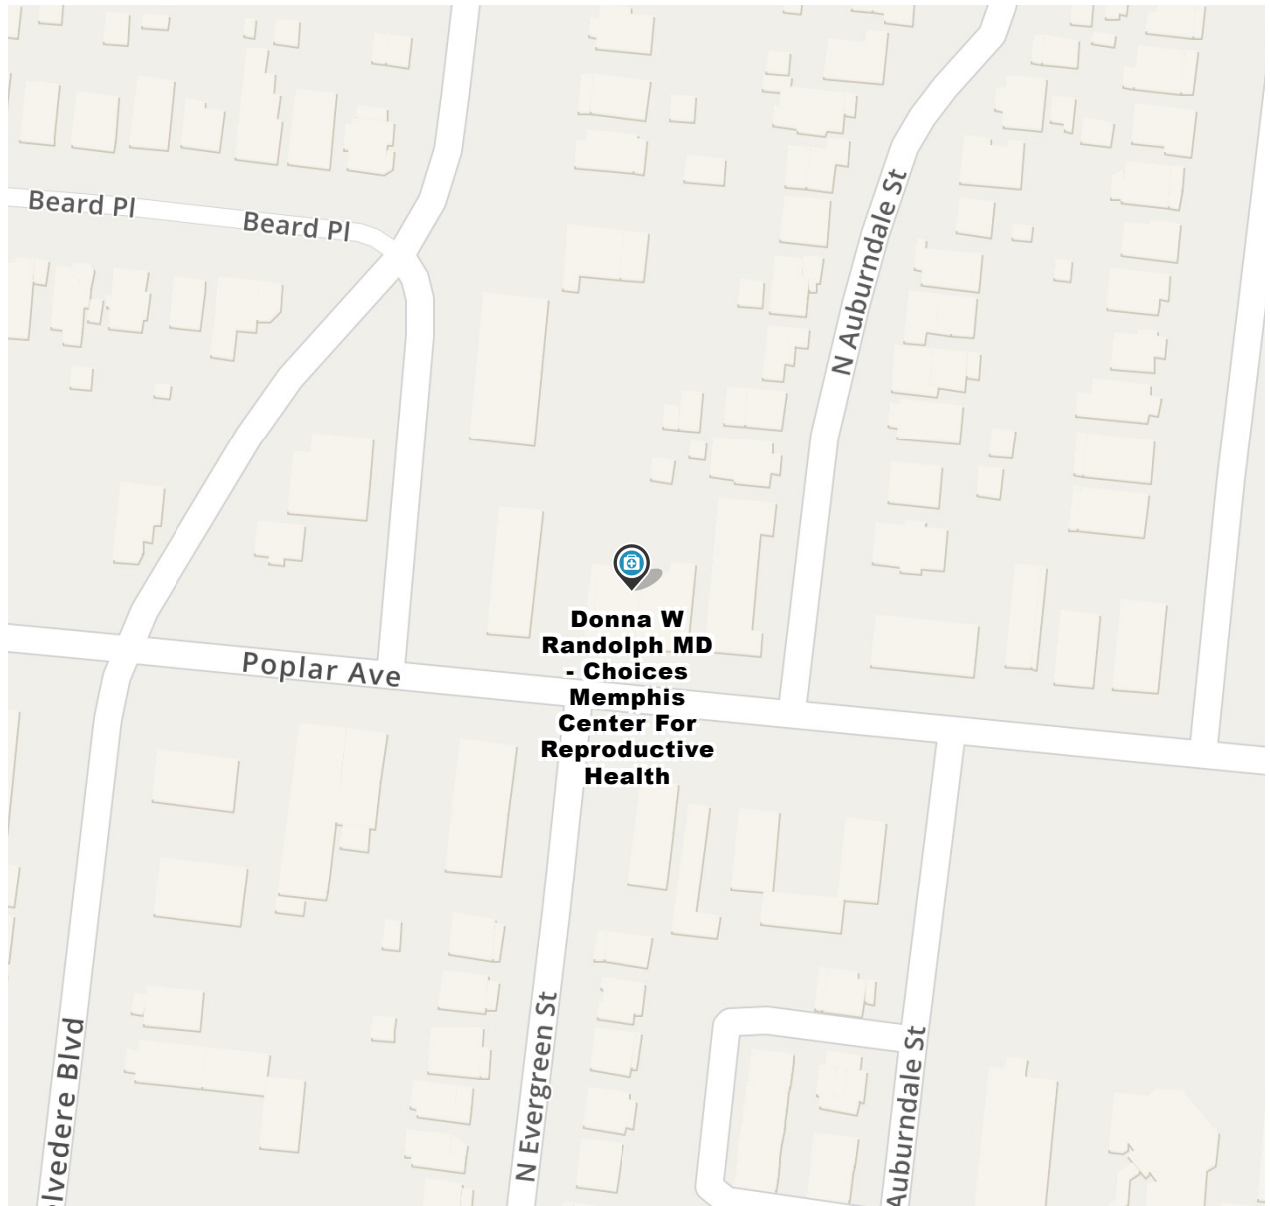 Beard Pl
Beard Pl
N Auburndale St
Donna W
Randolph MD
- Choices
Memphis
Center For
Reproductive
Health
Poplar Ave
N Evergreen St
lvedere Blvd
Auburndale St